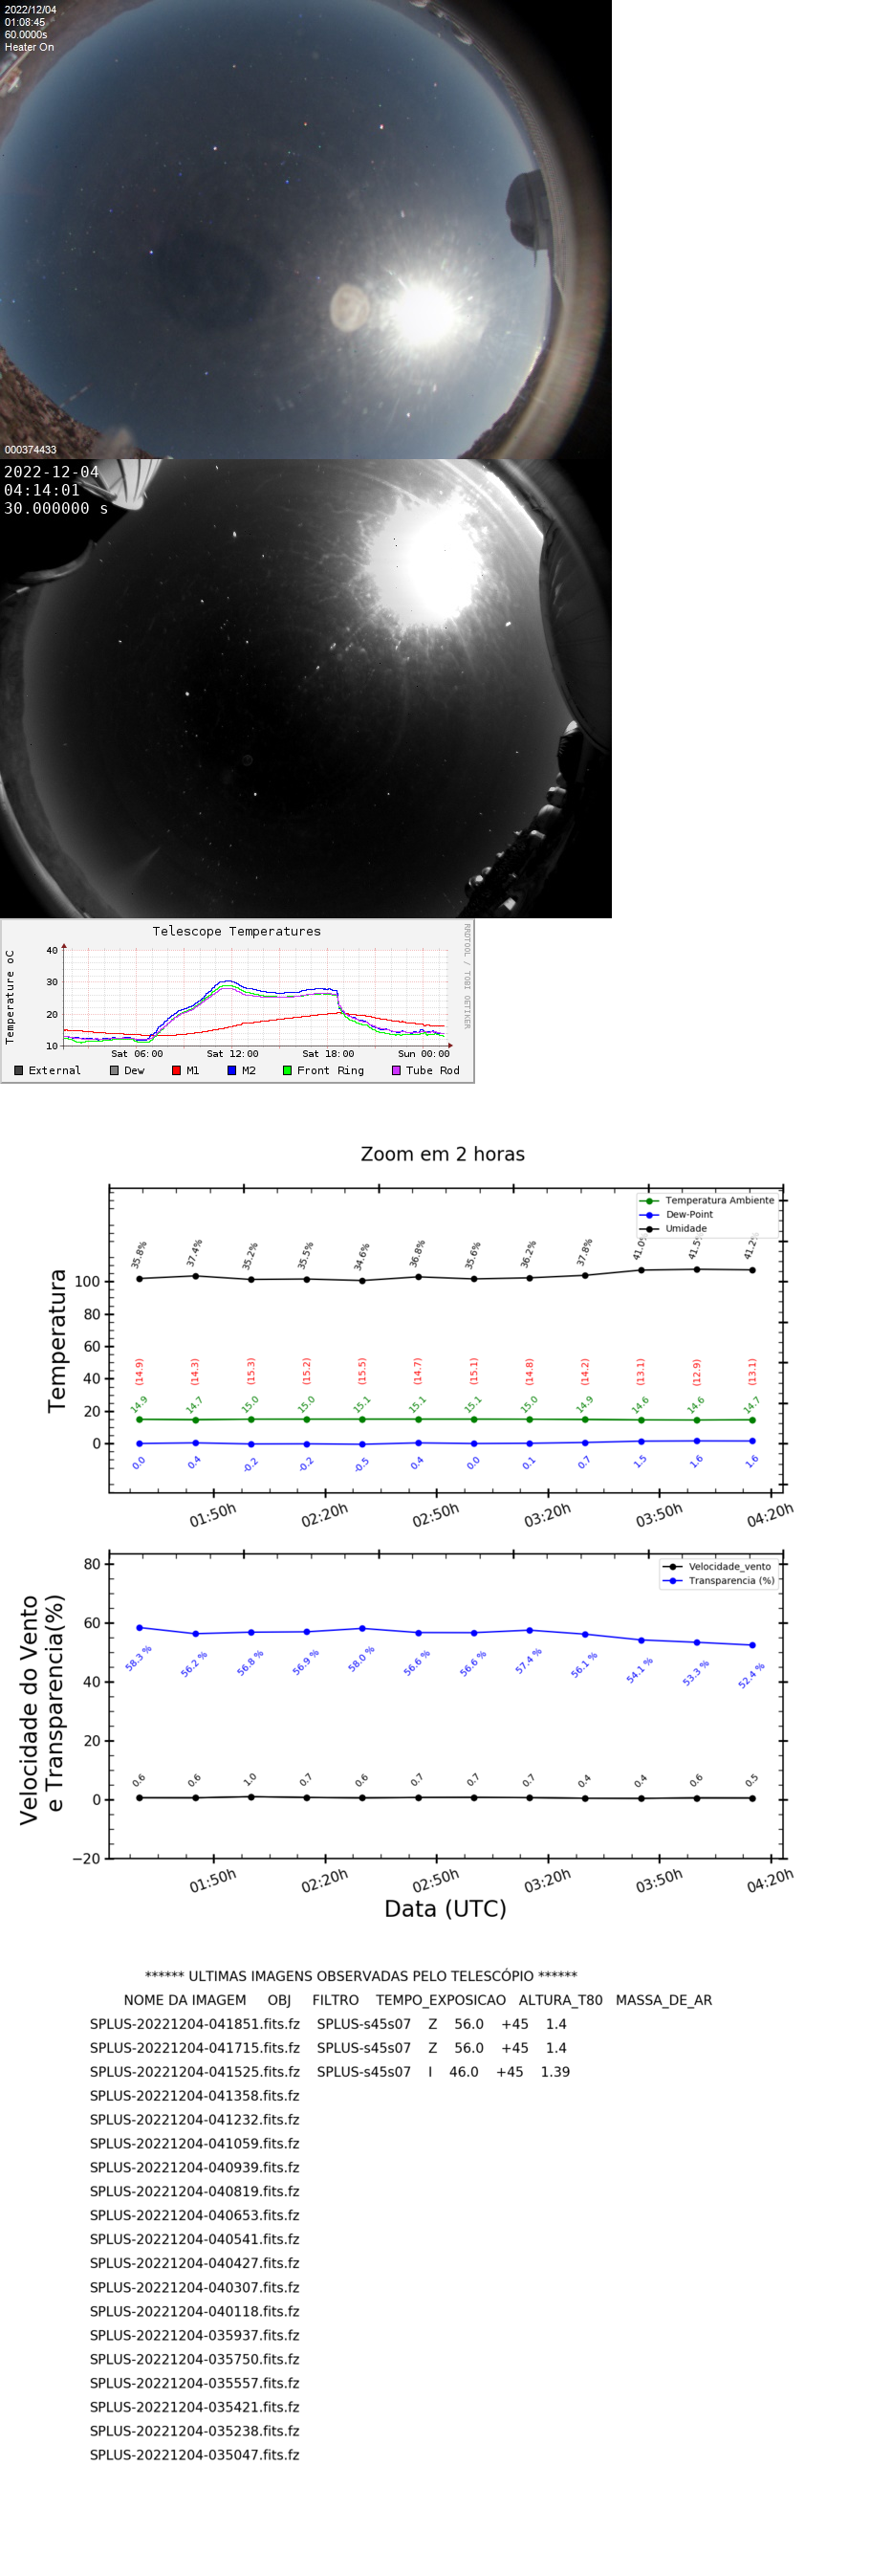 2022/12/04
01:08:45
60.0000s
Heater On
000374433
2022-12-04
04:14:01
30.000000 s
Telescope Temperatures
RRDTOOL / TOBI OETIKER
Temperature oC
40
30
20
10
Sat 06:00 Sat 12:00 Sat 18:00 Sun 00:00
External Dew M1 M2 Front Ring Tube Rod
Zoom em 2 horas
Temperatura Ambiente
Dew-Point
Umidade
Temperatura
100
80
60
40
20
0
35.8% 37.4% 35.2% 35.5% 34.6% 36.8% 35.6% 36.2% 37.8% 41.0% 41.5% 41.2%
(14.9) (14.3) (15.3) (15.2) (15.5) (14.7) (15.1) (14.8) (14.2) (13.1) (12.9) (13.1)
14.9 14.7 15.0 15.0 15.1 15.1 15.1 15.0 14.9 14.6 14.6 14.7
0.0 0.4 -0.2 -0.2 -0.5 0.4 0.0 0.1 0.7 1.5 1.6 1.6
01:50h 02:20h 02:50h 03:20h 03:50h 04:20h
Velocidade_vento
Transparencia (%)
Velocidade do Vento
e Transparencia(%)
80
60
40
20
0
−20
58.3 % 56.2 % 56.8 % 56.9 % 58.0 % 56.6 % 56.6 % 57.4 % 56.1 % 54.1 % 53.3 % 52.4 %
0.6 0.6 1.0 0.7 0.6 0.7 0.7 0.7 0.4 0.4 0.6 0.5
01:50h 02:20h 02:50h 03:20h 03:50h 04:20h
Data (UTC)
****** ULTIMAS IMAGENS OBSERVADAS PELO TELESCÓPIO ******
NOME DA IMAGEM OBJ FILTRO TEMPO_EXPOSICAO ALTURA_T80 MASSA_DE_AR
SPLUS-20221204-041851.fits.fz SPLUS-s45s07 Z 56.0 +45 1.4
SPLUS-20221204-041715.fits.fz SPLUS-s45s07 Z 56.0 +45 1.4
SPLUS-20221204-041525.fits.fz SPLUS-s45s07 I 46.0 +45 1.39
SPLUS-20221204-041358.fits.fz
SPLUS-20221204-041232.fits.fz
SPLUS-20221204-041059.fits.fz
SPLUS-20221204-040939.fits.fz
SPLUS-20221204-040819.fits.fz
SPLUS-20221204-040653.fits.fz
SPLUS-20221204-040541.fits.fz
SPLUS-20221204-040427.fits.fz
SPLUS-20221204-040307.fits.fz
SPLUS-20221204-040118.fits.fz
SPLUS-20221204-035937.fits.fz
SPLUS-20221204-035750.fits.fz
SPLUS-20221204-035557.fits.fz
SPLUS-20221204-035421.fits.fz
SPLUS-20221204-035238.fits.fz
SPLUS-20221204-035047.fits.fz